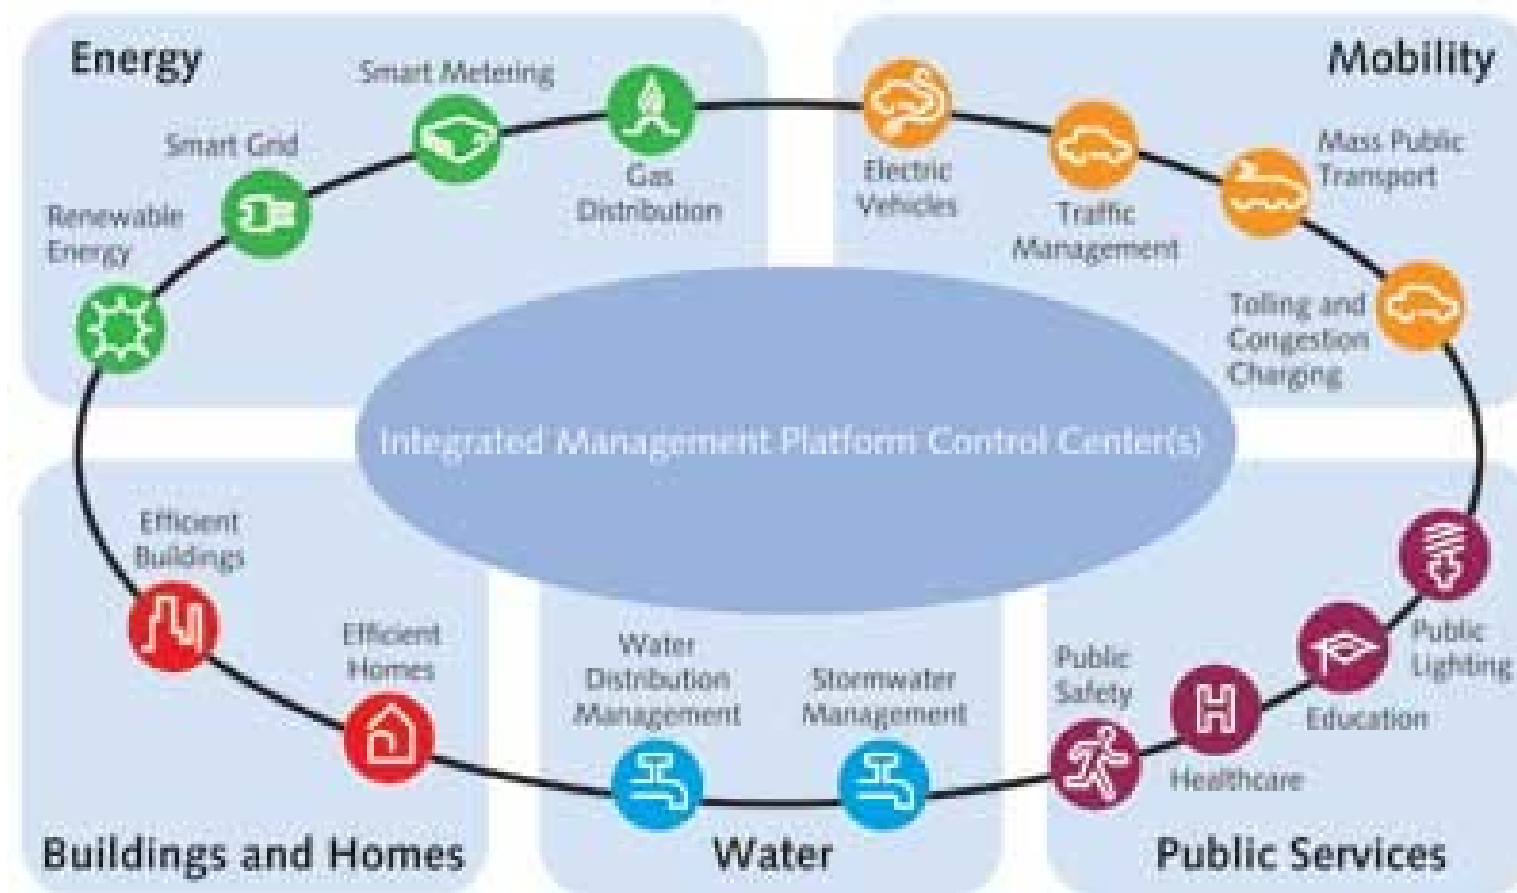 Energy
Smart Metering
Smart Grid
Renewable
Energy
Gas
Distribution
Mobility
Electric
Vehicles
Traffic
Management
Mass Public
Transport
Tolling and
Congestion
Charging
Integrated Management Platform Control Center(s)
Efficient
Buildings
Efficient
Homes
Buildings and Homes
Water
Distribution
Management
Stormwater
Management
Water
Public
Safety
Healthcare
Education
Public
Lighting
Public Services
H